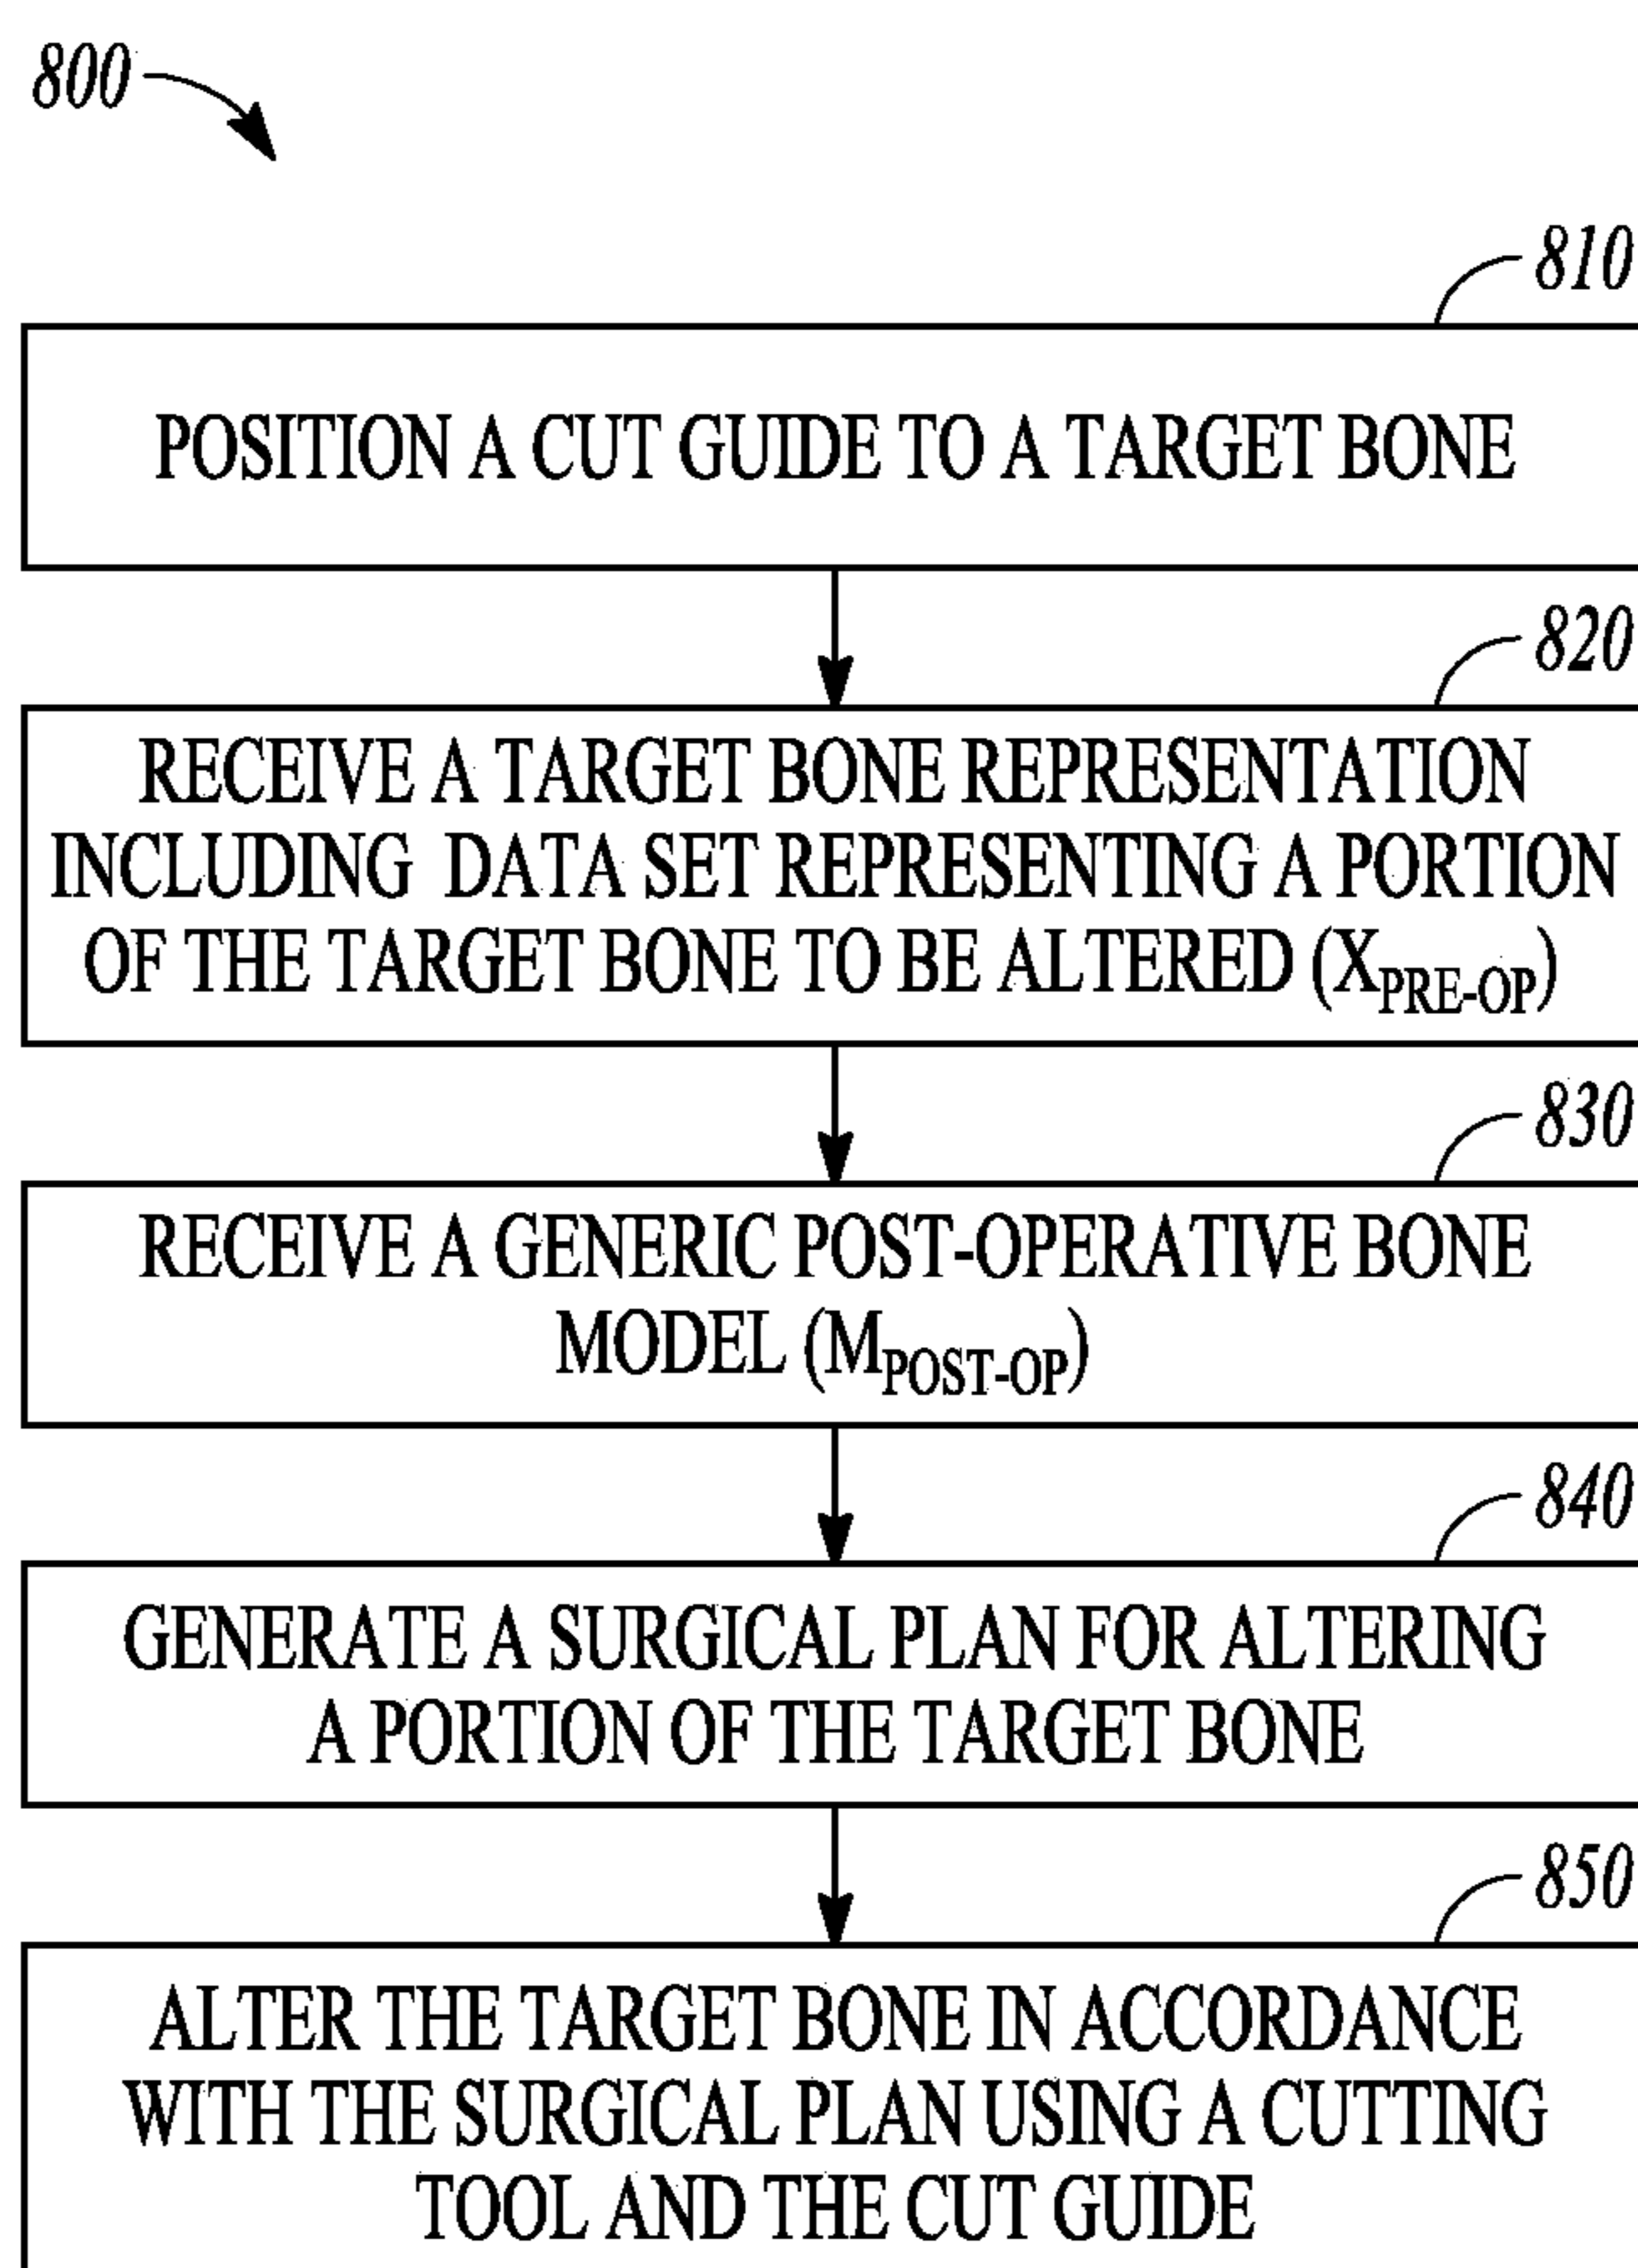 800
810
POSITION A CUT GUIDE TO A TARGET BONE
820
RECEIVE A TARGET BONE REPRESENTATION
INCLUDING DATA SET REPRESENTING A PORTION
OF THE TARGET BONE TO BE ALTERED (XPRE-OP)
830
RECEIVE A GENERIC POST-OPERATIVE BONE
MODEL (MPOST-OP)
840
GENERATE A SURGICAL PLAN FOR ALTERING
A PORTION OF THE TARGET BONE
850
ALTER THE TARGET BONE IN ACCORDANCE
WITH THE SURGICAL PLAN USING A CUTTING
TOOL AND THE CUT GUIDE